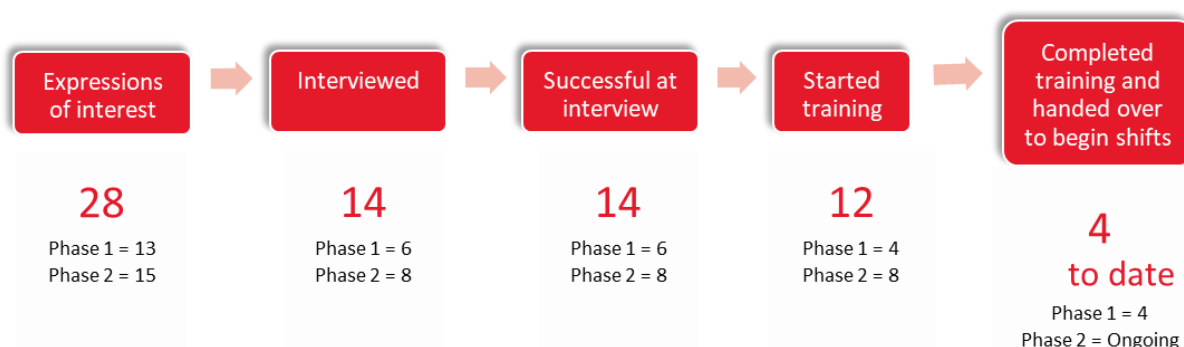 Expressions
of interest
28
Phase 1 = 13
Phase 2 = 15
Interviewed
14
Phase 1 = 6
Phase 2 = 8
Successful at
interview
14
Phase 1 = 6
Phase 2 = 8
Started
training
12
Phase 1 = 4
Phase 2 = 8
Completed
training and
handed over
to begin shifts
4
to date
Phase 1 = 4
Phase 2 = Ongoing